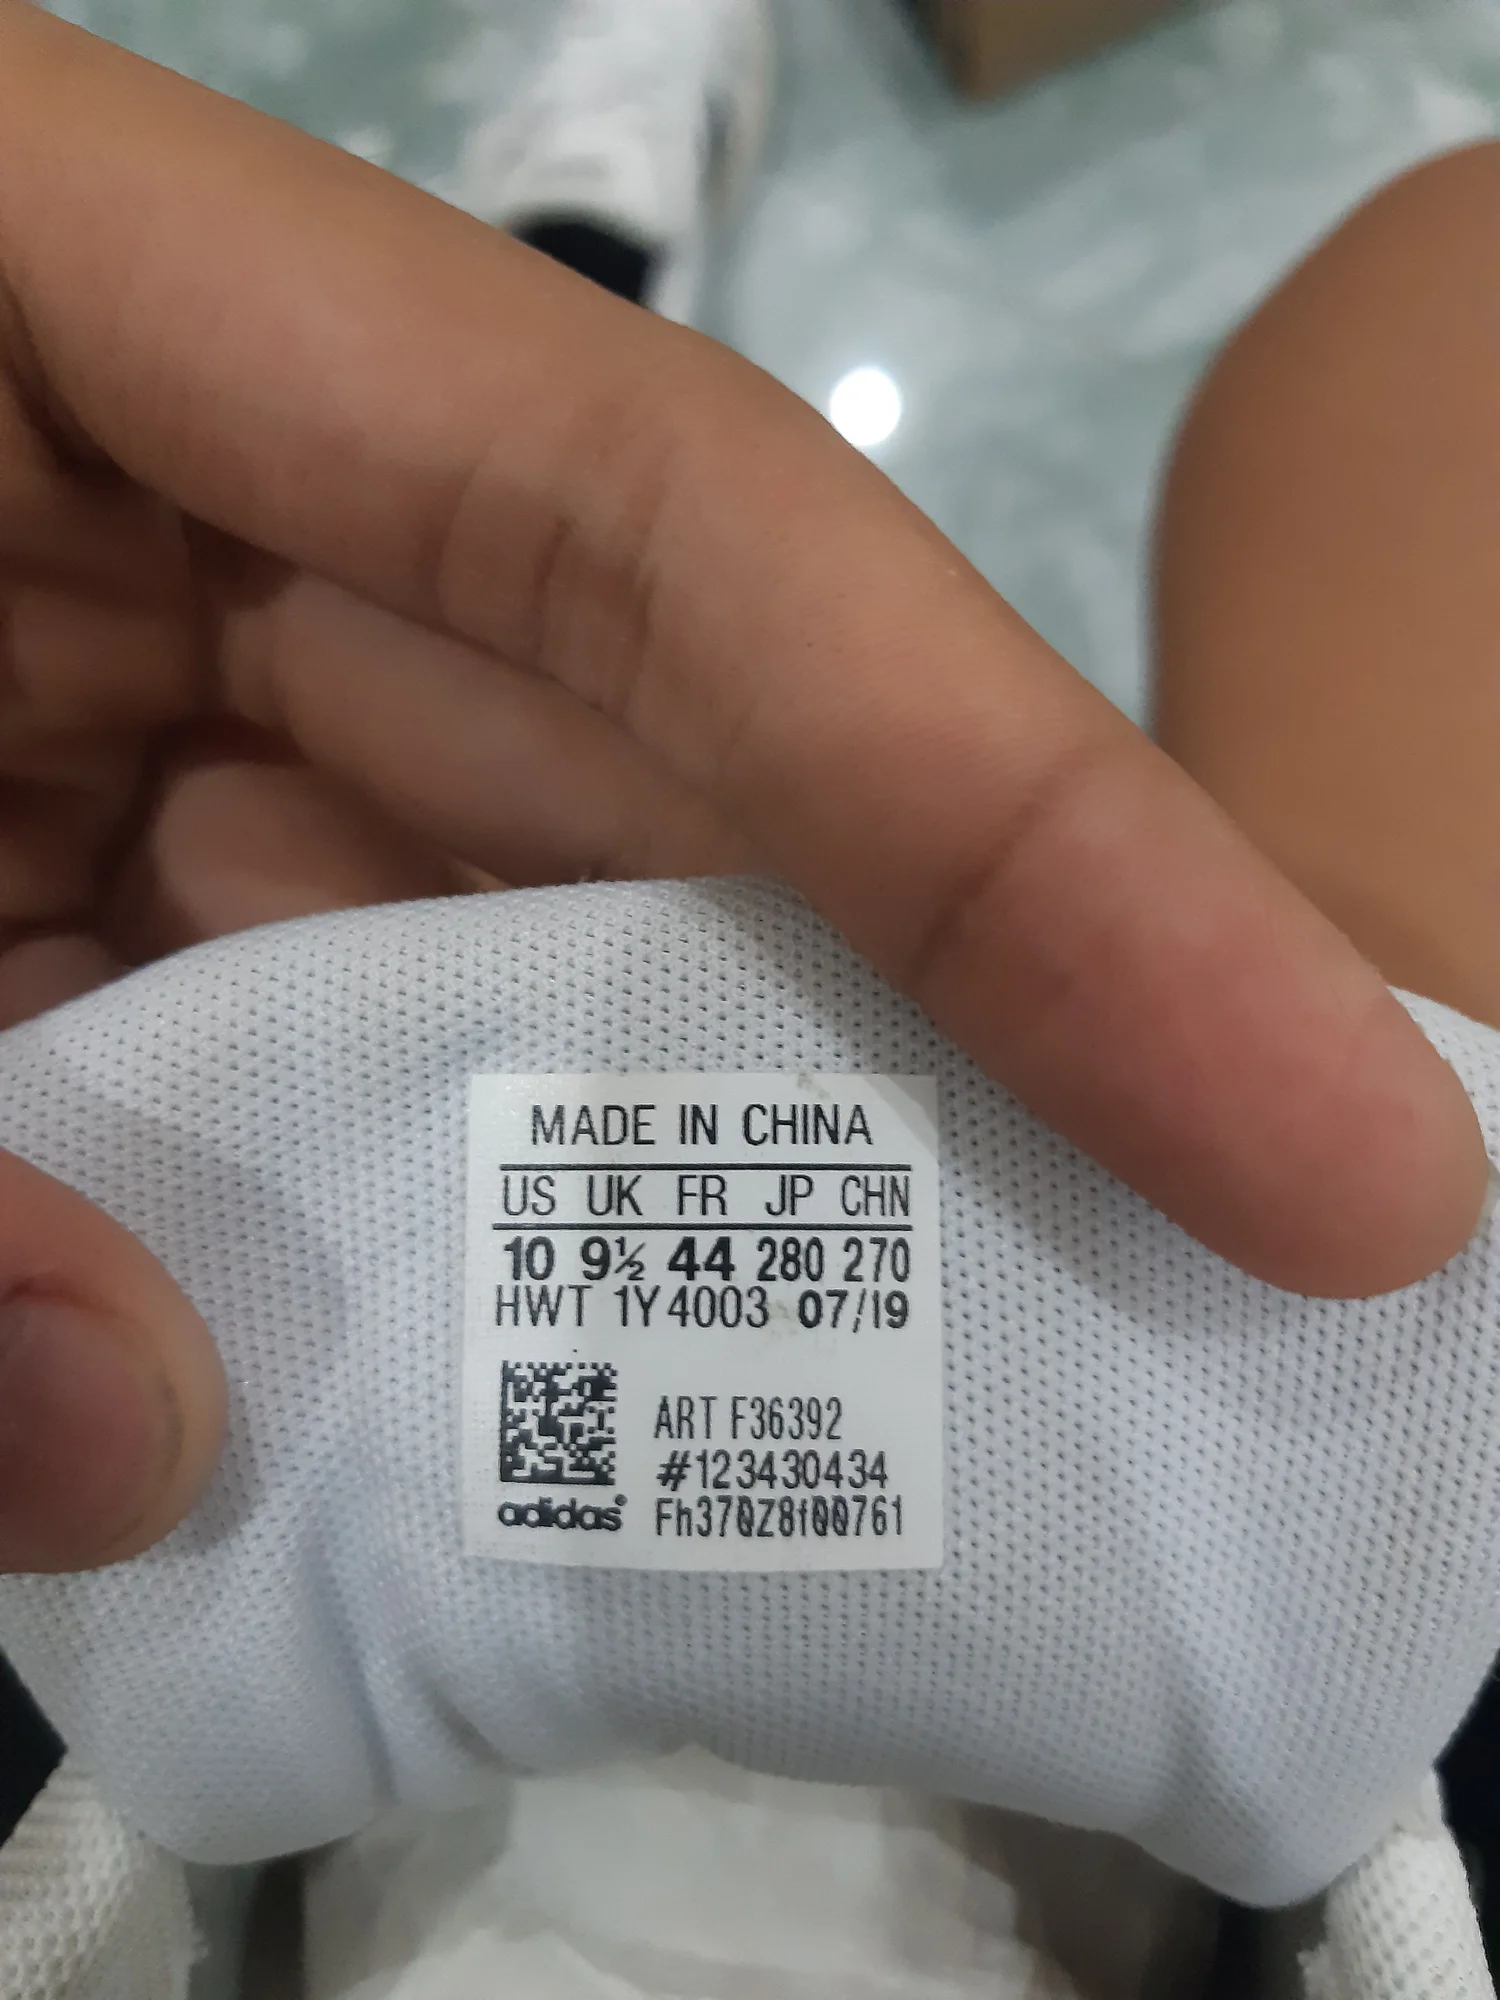 MADE IN CHINA
US UK FR JP CHN
10 9½ 44 280 270
HWT 1Y4003 07/19
ART F36392
#123430434
adidas® Fh370Z8f00761